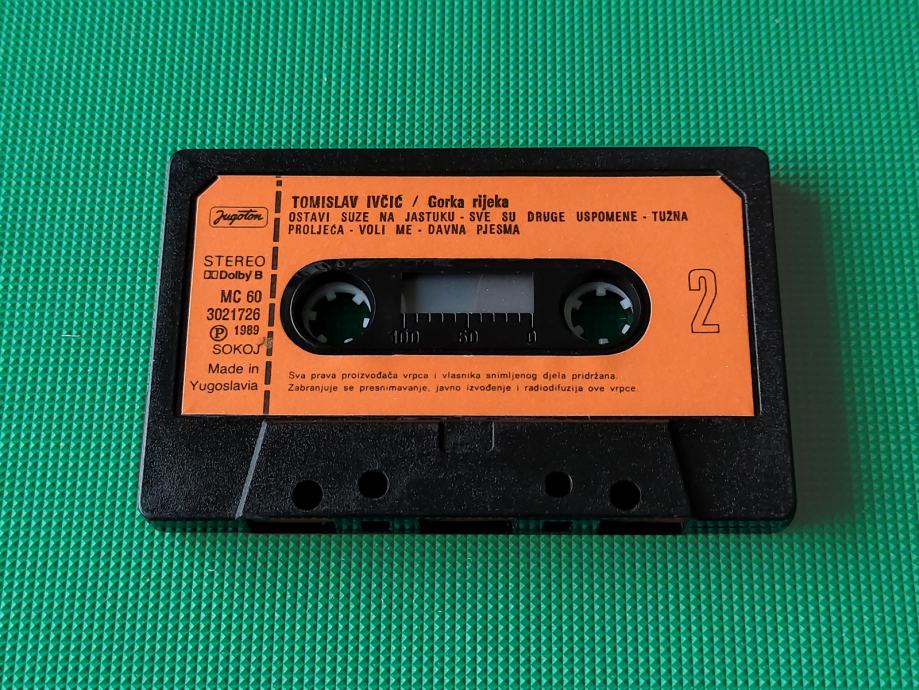 Jugoton
TOMISLAV IVČIĆ / Gorka rijeka
OSTAVI SUZE NA JASTUKU - SVE SU DRUGE USPOMENE - TUŽNA
PROLJEĆA - VOLI ME - DAVNA PJESMA
STEREO
Dolby B
MC 60
3021726
℗ 1989
SOKOJ
Made in
Yugoslavia
2
100 50 0
Sva prava proizvođača vrpca i vlasnika snimljenog djela pridržana.
Zabranjuje se presnimavanje, javno izvođenje i radiodifuzija ove vrpce.